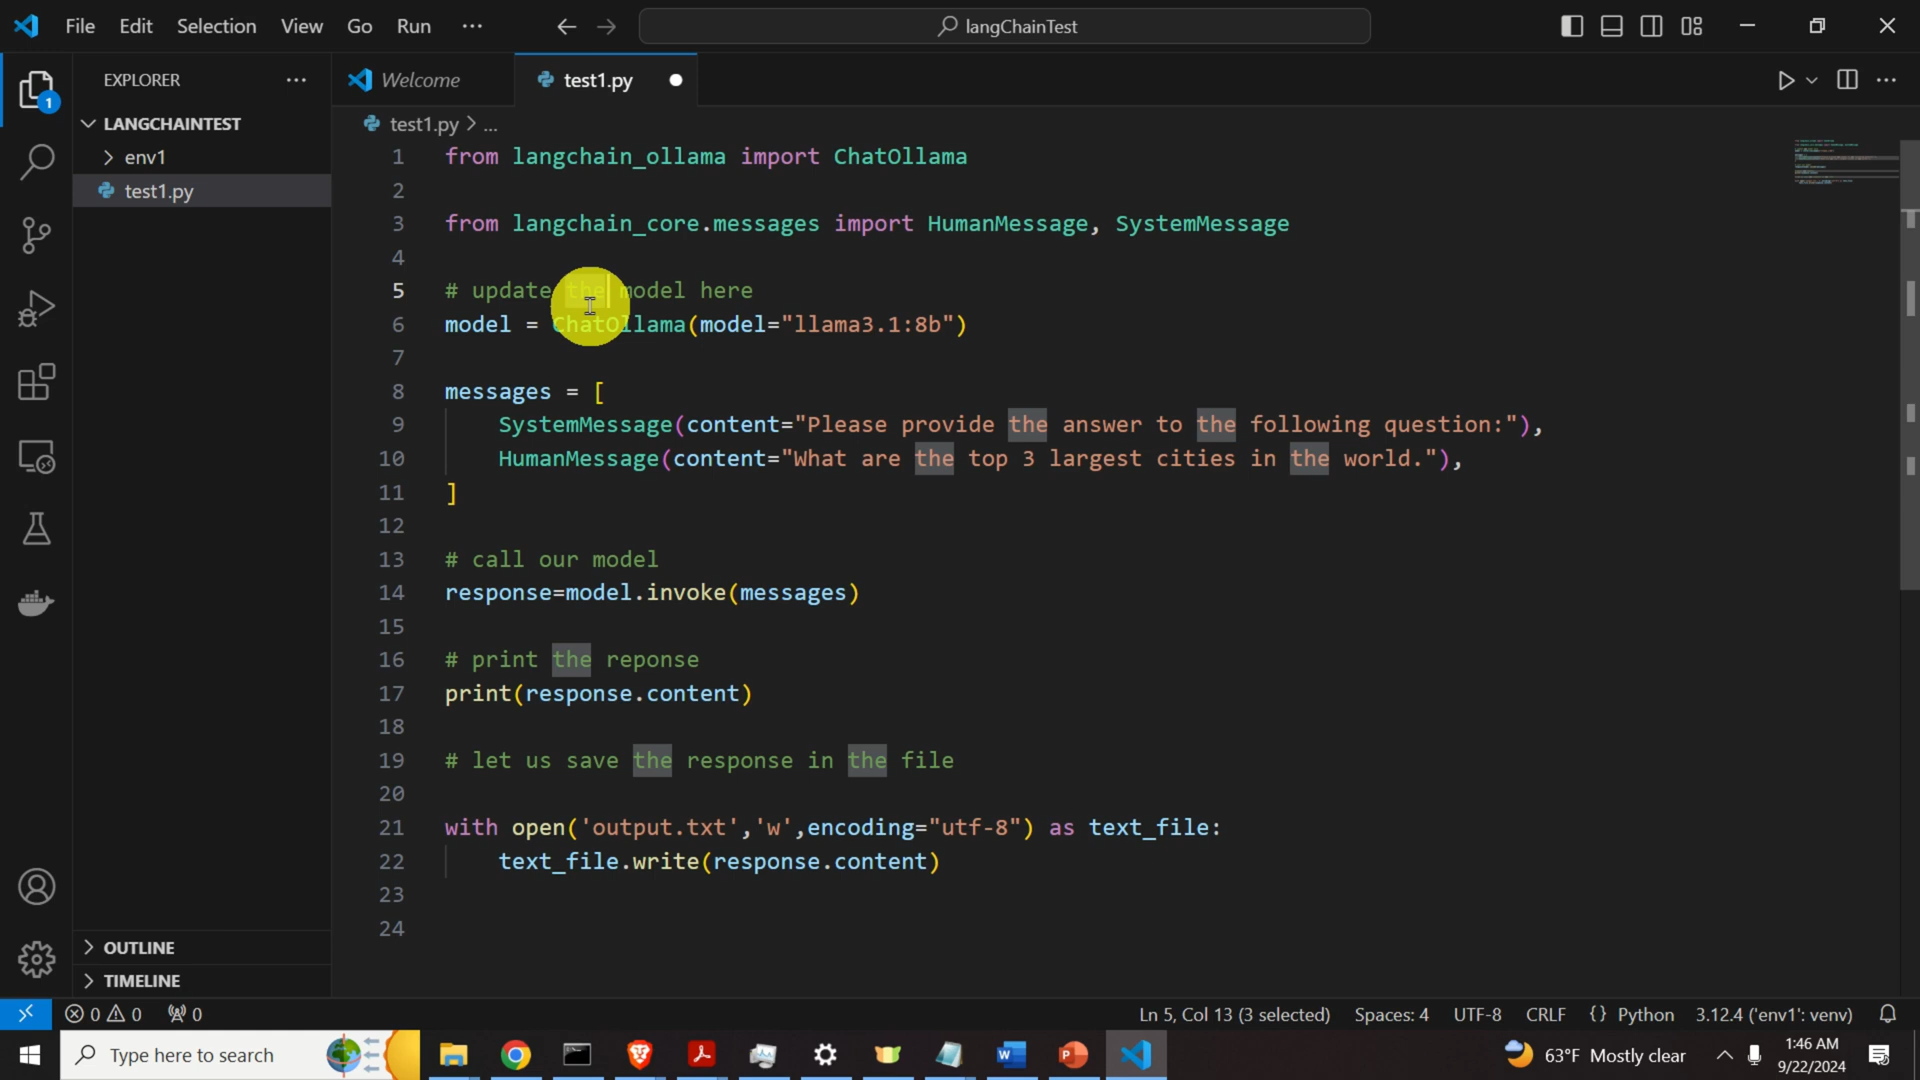 File Edit Selection View Go Run ··· langChainTest
EXPLORER ···
Welcome
test1.py
LANGCHAINTEST
env1
test1.py
test1.py > ...
1 from langchain_ollama import ChatOllama
2
3 from langchain_core.messages import HumanMessage, SystemMessage
4
5 # update the model here
6 model = ChatOllama(model="llama3.1:8b")
7
8 messages = [
9 SystemMessage(content="Please provide the answer to the following question:"),
10 HumanMessage(content="What are the top 3 largest cities in the world."),
11 ]
12
13 # call our model
14 response=model.invoke(messages)
15
16 # print the reponse
17 print(response.content)
18
19 # let us save the response in the file
20
21 with open('output.txt','w',encoding="utf-8") as text_file:
22 text_file.write(response.content)
23
24
OUTLINE
TIMELINE
0 0 0 Ln 5, Col 13 (3 selected) Spaces: 4 UTF-8 CRLF {} Python 3.12.4 ('env1': venv)
Type here to search
63°F Mostly clear
1:46 AM
9/22/2024